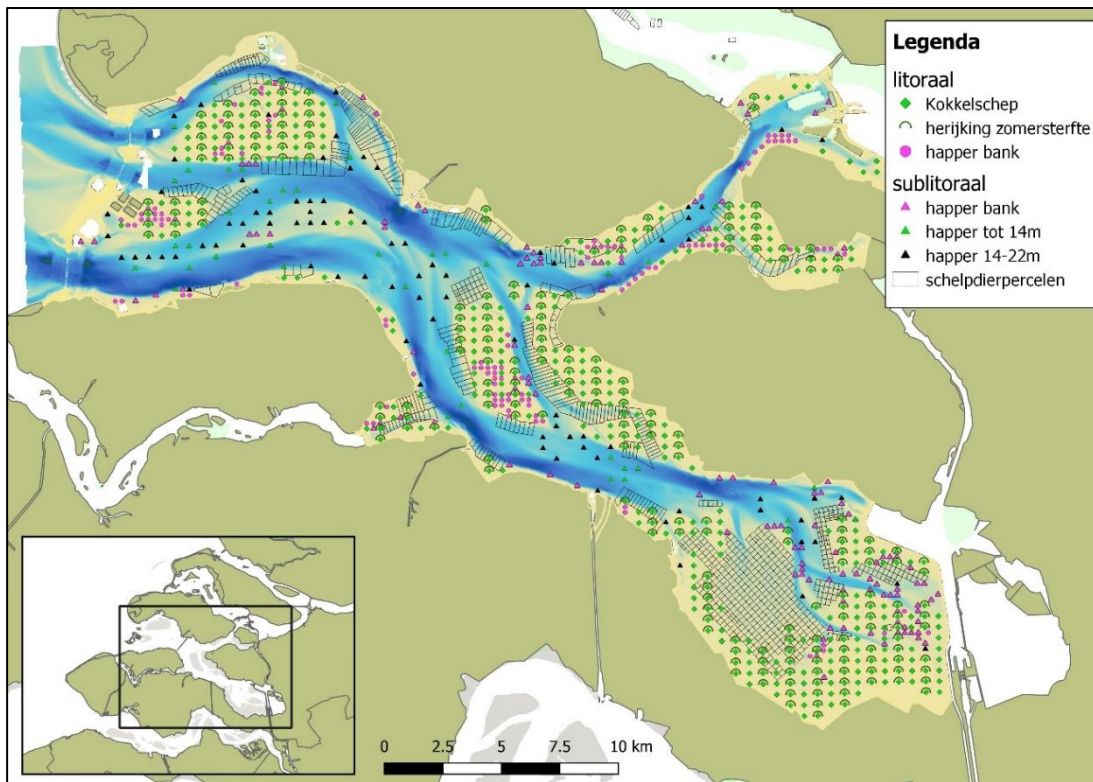 Legenda
litoraal
Kokkelschep
herijking zomersterfte
happer bank
sublitoraal
happer bank
happer tot 14m
happer 14-22m
schelpdierpercelen
0 2.5 5 7.5 10 km